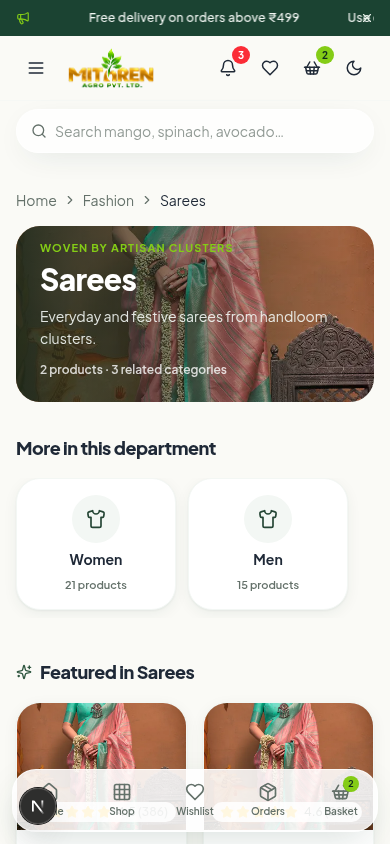 Free delivery on orders above ₹499
3
2
MITOREN
AGRO PVT. LTD.
Search mango, spinach, avocado…
Home > Fashion > Sarees
WOVEN BY ARTISAN CLUSTERS
Sarees
Everyday and festive sarees from handloom
clusters.
2 products · 3 related categories
More in this department
Women
21 products
Men
15 products
Featured in Sarees
2
N
Shop
Wishlist
Orders
Basket